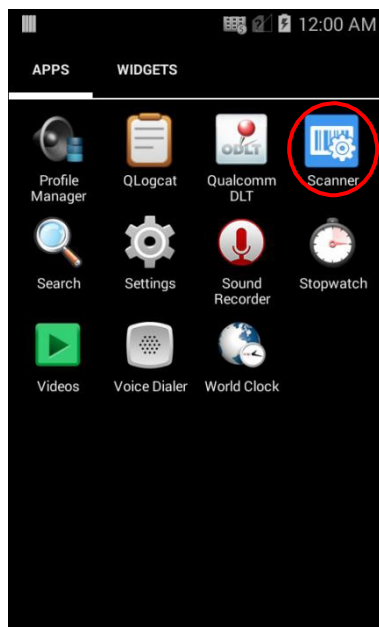 12:00 AM
APPS WIDGETS
Profile Manager
QLogcat
ODLT
Qualcomm DLT
Scanner
Search
Settings
Sound Recorder
Stopwatch
Videos
Voice Dialer
World Clock